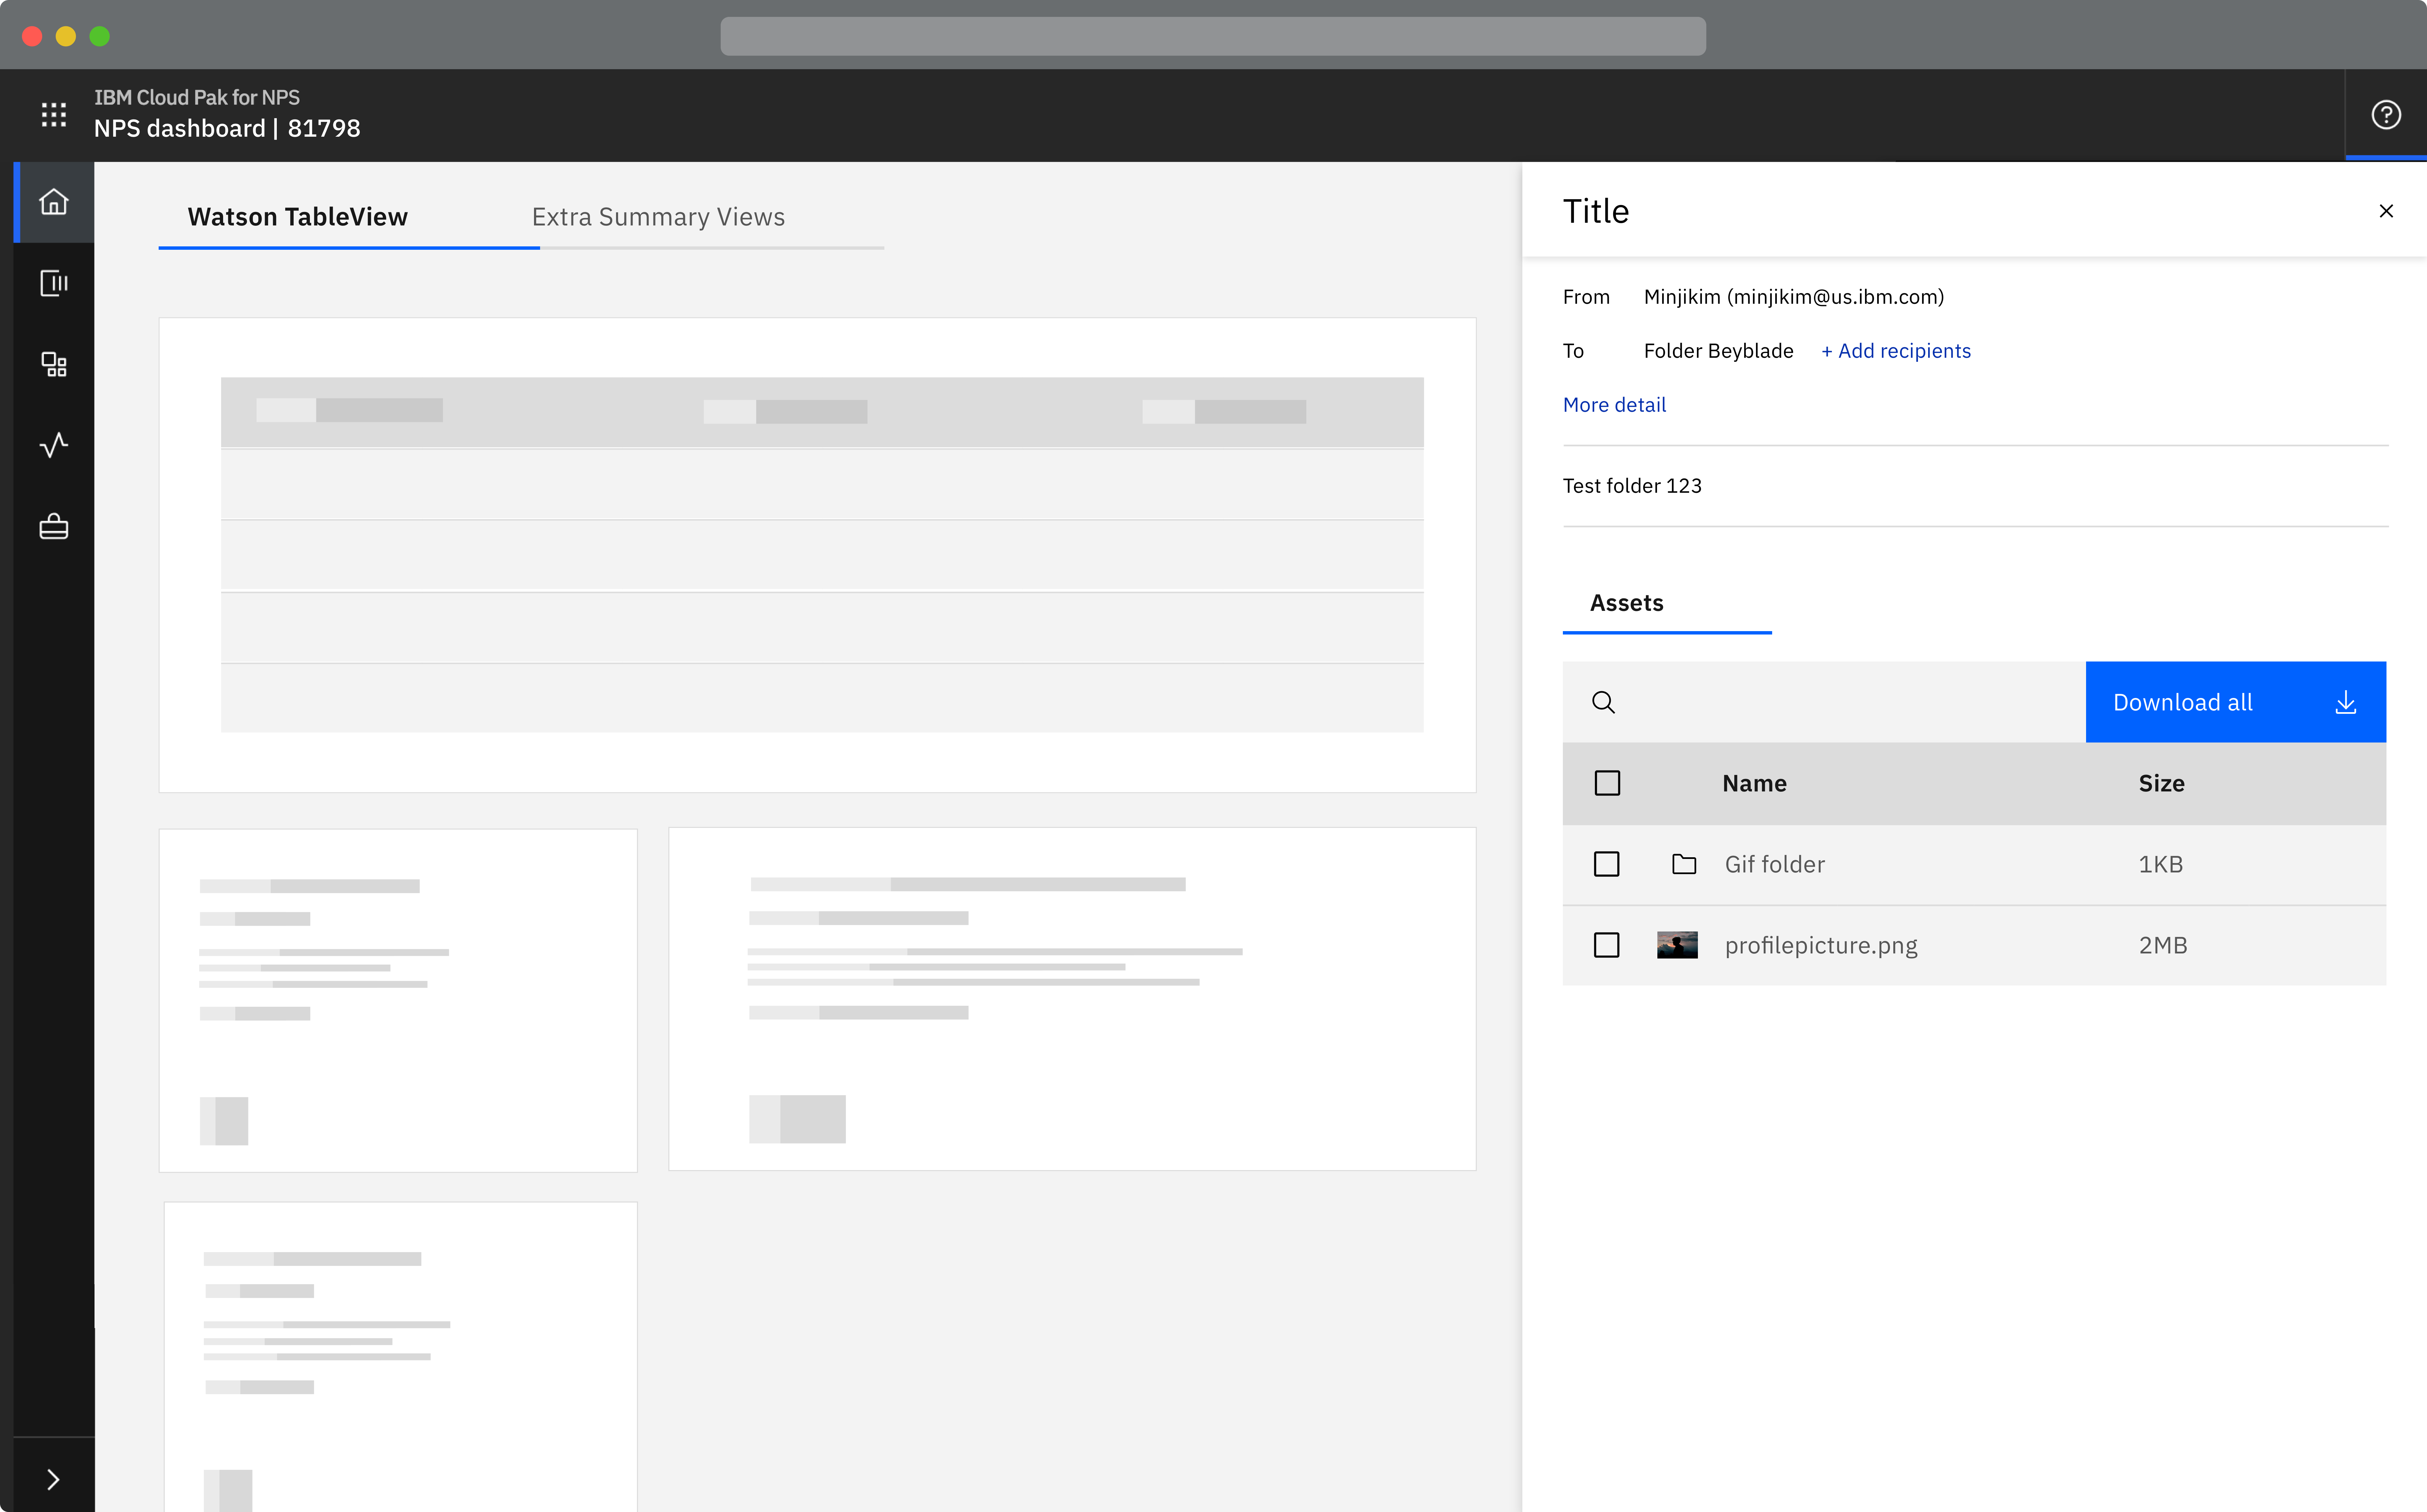 IBM Cloud Pak for NPS
NPS dashboard | 81798
Watson TableView
Extra Summary Views
Title
From Minjikim (minjikim@us.ibm.com)
To Folder Beyblade + Add recipients
More detail
Test folder 123
Assets
Download all
Name Size
Gif folder 1KB
profilepicture.png 2MB